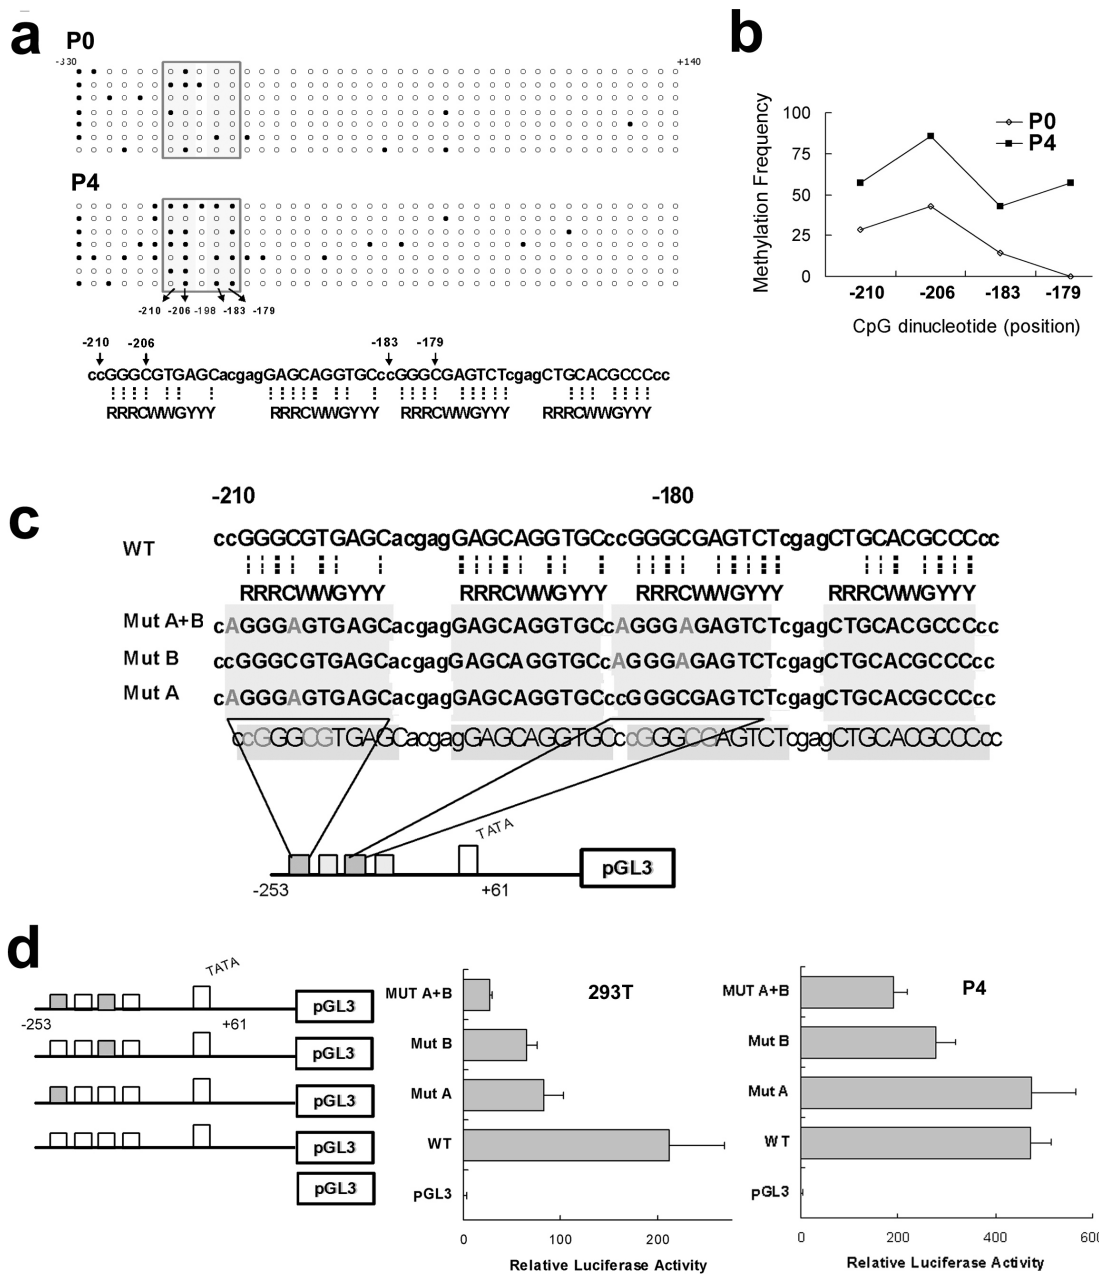 a
P0
-330
+140
P4
-210 -206 -198 -183 -179
-210 -206 -183 -179
ccGGGCGTGAGCacgagGAGCAGGTGCccGGGCGAGTCTcgagCTGCACGCCCcc
RRRCWWGYYY RRRCWWGYYY RRRCWWGYYY RRRCWWGYYY
b
Methylation Frequency
100
75
50
25
0
P0
P4
-210 -206 -183 -179
CpG dinucleotide (position)
c
-210 -180
WT ccGGGCGTGAGCacgagGAGCAGGTGCccGGGCGAGTCTcgagCTGCACGCCCcc
RRRCWWGYYY RRRCWWGYYY RRRCWWGYYY RRRCWWGYYY
Mut A+B cAGGGAGTGAGCacgagGAGCAGGTGCcAGGGAGAGTCTcgagCTGCACGCCCcc
Mut B ccGGGCGTGAGCacgagGAGCAGGTGCcAGGGAGAGTCTcgagCTGCACGCCCcc
Mut A cAGGGAGTGAGCacgagGAGCAGGTGCccGGGCGAGTCTcgagCTGCACGCCCcc
ccGGGCGTGAGCacgagGAGCAGGTGCccGGGCGAGTCTcgagCTGCACGCCCcc
TATA
pGL3
-253 +61
d
TATA
pGL3
-253 +61
pGL3
pGL3
pGL3
pGL3
293T
MUT A+B
Mut B
Mut A
WT
pGL3
0 100 200
Relative Luciferase Activity
P4
MUT A+B
Mut B
Mut A
WT
pGL3
0 200 400 600
Relative Luciferase Activity